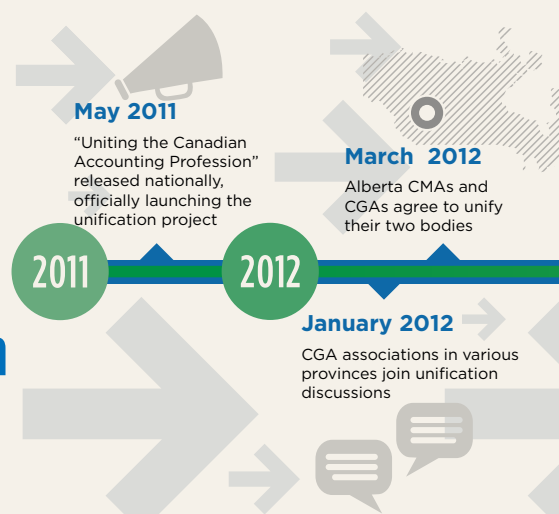 May 2011
“Uniting the Canadian
Accounting Profession”
released nationally,
officially launching the
unification project
March 2012
Alberta CMAs and
CGAs agree to unify
their two bodies
2011
2012
January 2012
CGA associations in various
provinces join unification
discussions